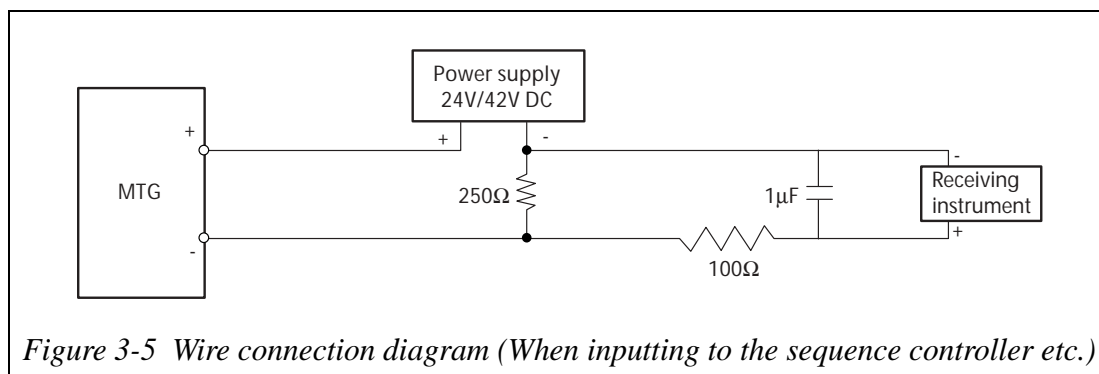 Power supply
24V/42V DC
+
+
-
-
MTG
250Ω
1μF
Receiving
instrument
-
+
100Ω
Figure 3-5 Wire connection diagram (When inputting to the sequence controller etc.)